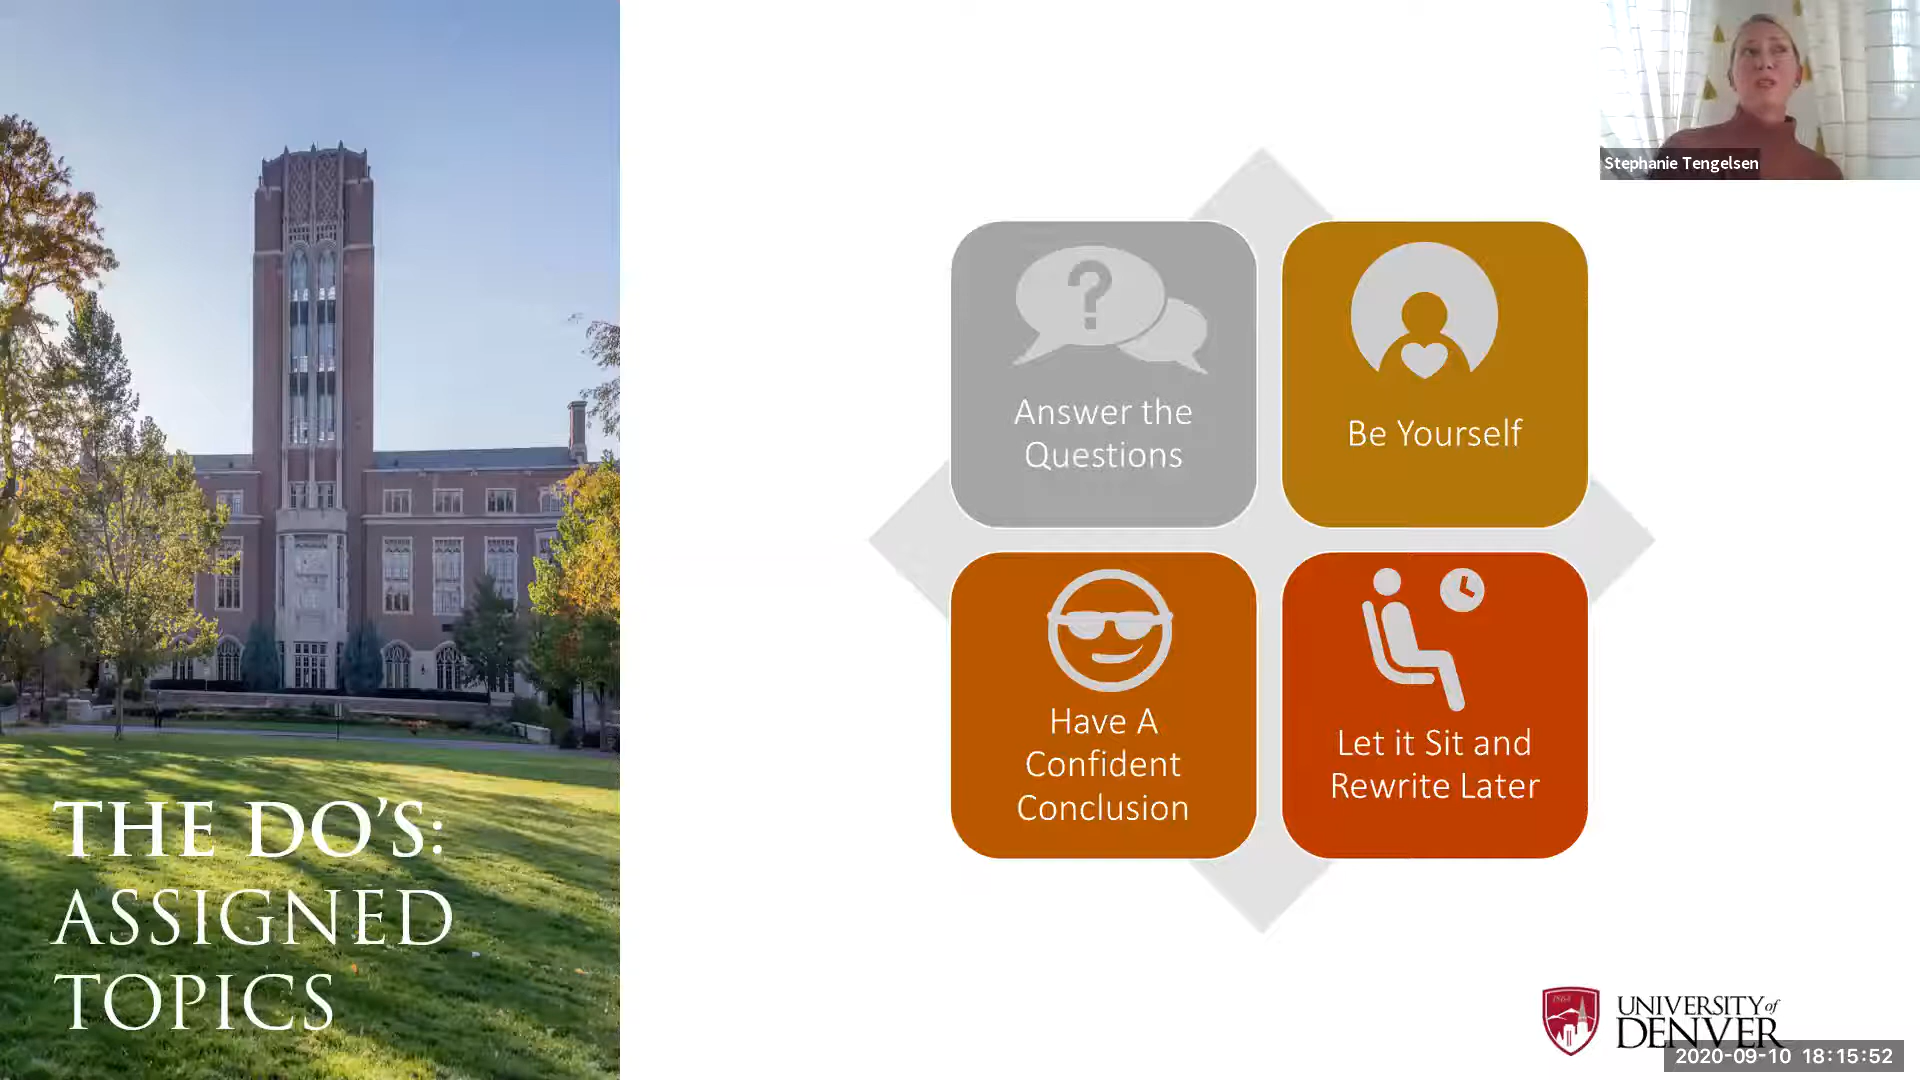 Stephanie Tengelsen
THE DO'S:
ASSIGNED
TOPICS
?
Answer the
Questions
Be Yourself
Have A
Confident
Conclusion
Let it Sit and
Rewrite Later
1864
UNIVERSITY of
DENVER
2020-09-10 18:15:52